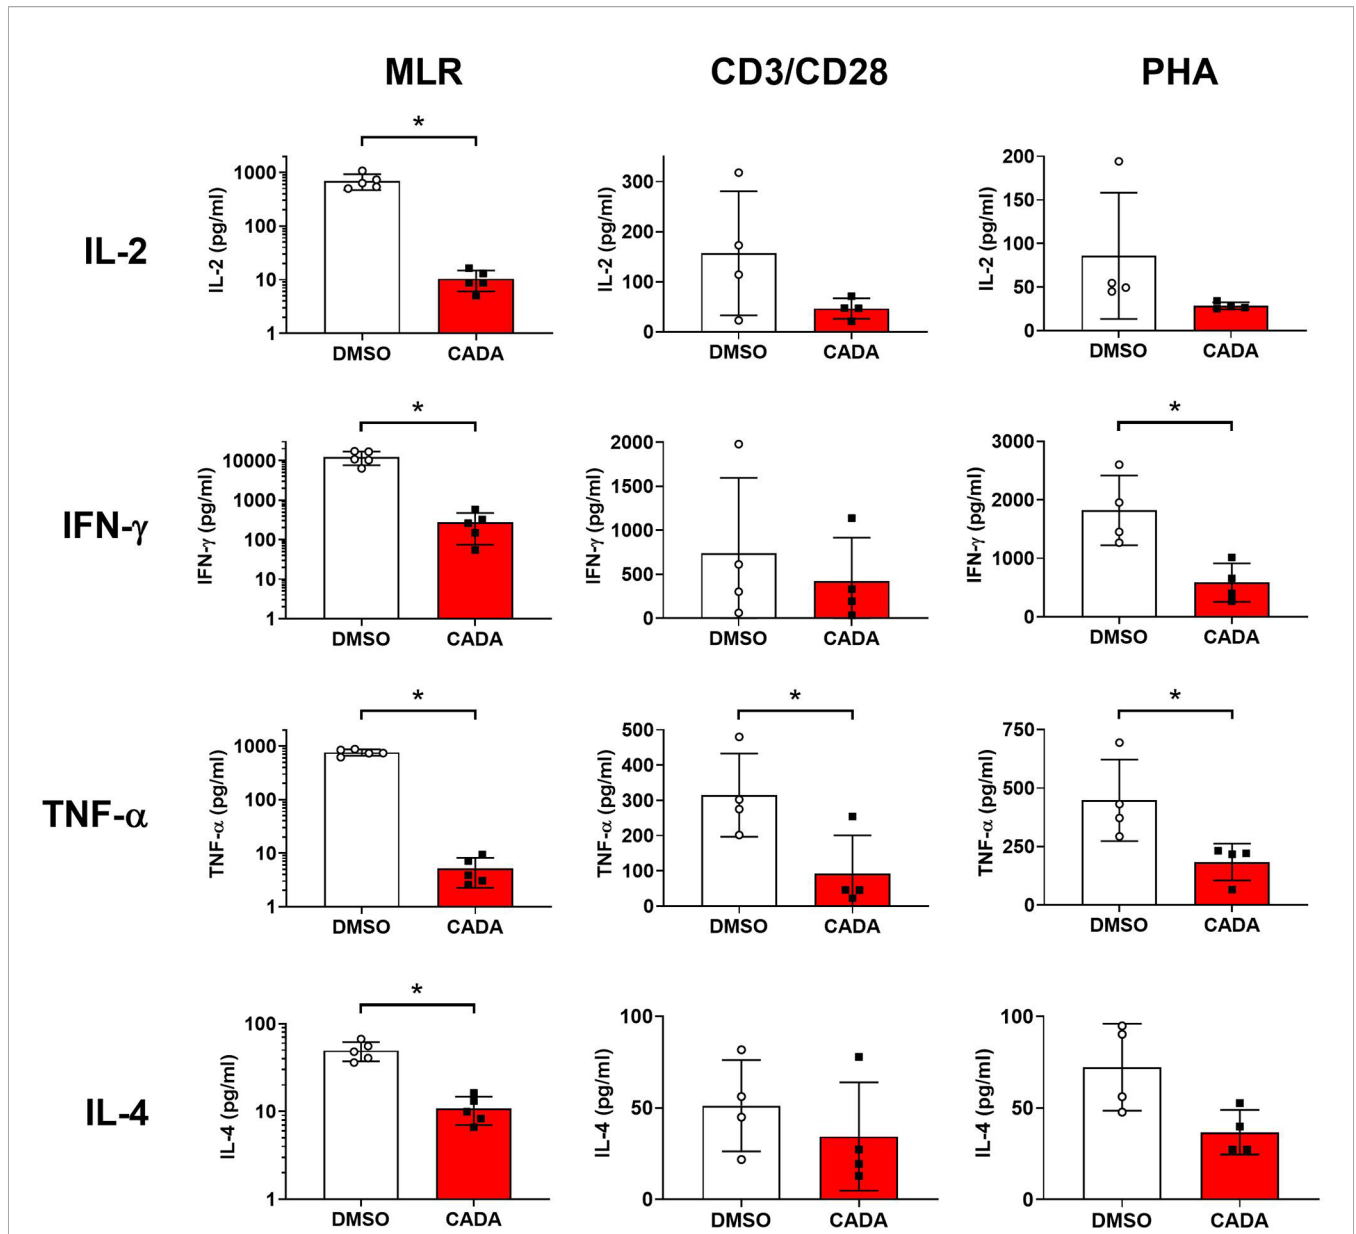 MLR CD3/CD28 PHA
IL-2
*
IL-2 (pg/ml)
1000
100
10
1
DMSO CADA
IL-2 (pg/ml)
300
200
100
0
DMSO CADA
IL-2 (pg/ml)
200
150
100
50
0
DMSO CADA
IFN-γ
*
IFN-γ (pg/ml)
10000
1000
100
10
1
DMSO CADA
IFN-γ (pg/ml)
2000
1500
1000
500
0
DMSO CADA
*
IFN-γ (pg/ml)
3000
2000
1000
0
DMSO CADA
TNF-α
*
TNF-α (pg/ml)
1000
100
10
1
DMSO CADA
*
TNF-α (pg/ml)
500
400
300
200
100
0
DMSO CADA
*
TNF-α (pg/ml)
750
500
250
0
DMSO CADA
IL-4
*
IL-4 (pg/ml)
100
10
1
DMSO CADA
IL-4 (pg/ml)
100
50
0
DMSO CADA
IL-4 (pg/ml)
100
50
0
DMSO CADA